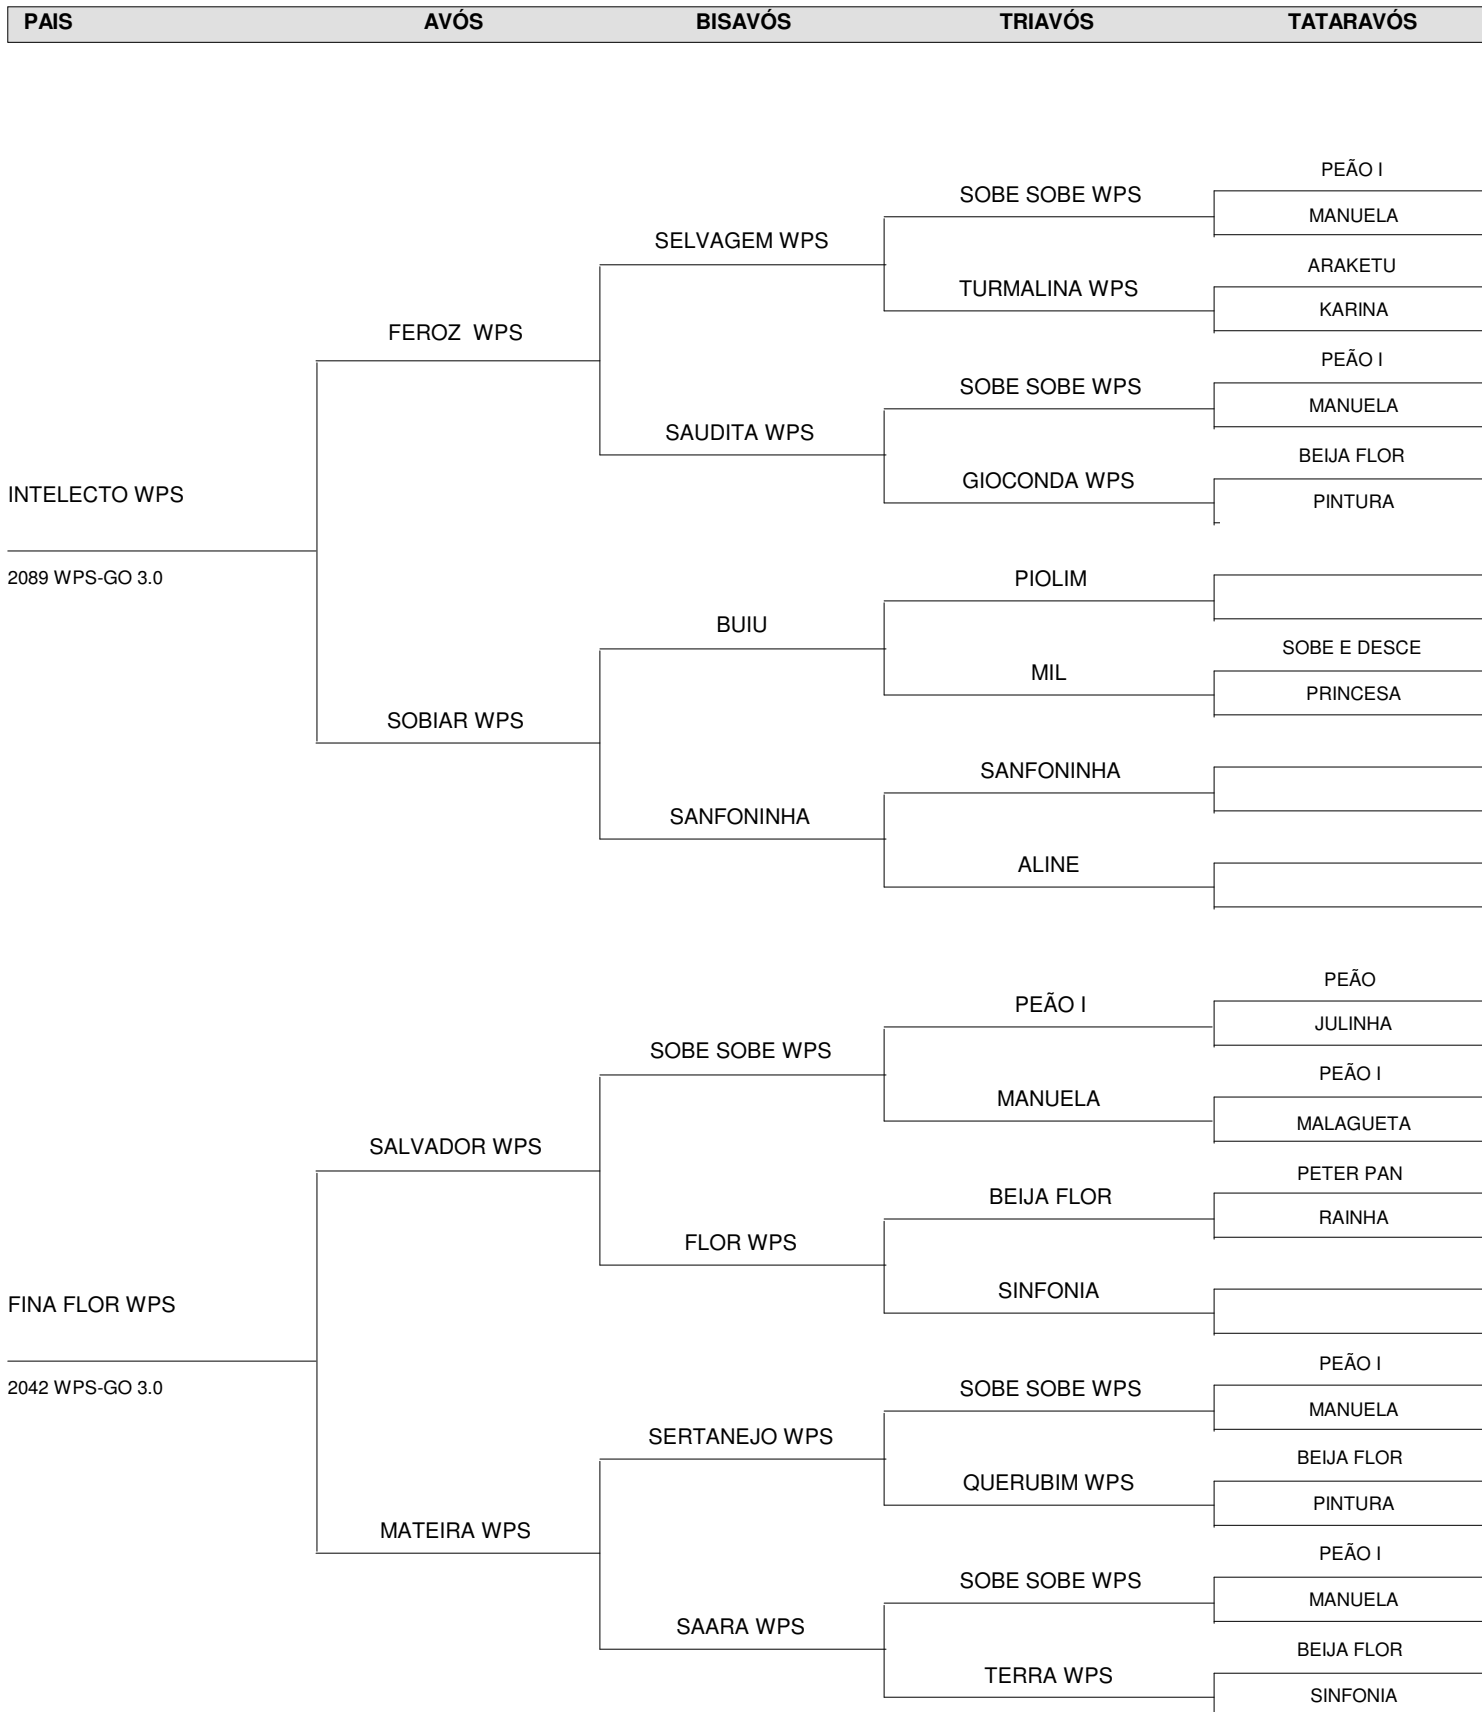 PAIS AVÓS BISAVÓS TRIAVÓS TATARAVÓS
PEÃO I
SOBE SOBE WPS
MANUELA
SELVAGEM WPS
ARAKETU
TURMALINA WPS
KARINA
FEROZ WPS
PEÃO I
SOBE SOBE WPS
MANUELA
SAUDITA WPS
BEIJA FLOR
GIOCONDA WPS
PINTURA
INTELECTO WPS
2089 WPS-GO 3.0
PIOLIM
BUIU
SOBE E DESCE
MIL
PRINCESA
SOBIAR WPS
SANFONINHA
SANFONINHA
ALINE
PEÃO
PEÃO I
JULINHA
SOBE SOBE WPS
PEÃO I
MANUELA
MALAGUETA
SALVADOR WPS
PETER PAN
BEIJA FLOR
RAINHA
FLOR WPS
SINFONIA
FINA FLOR WPS
2042 WPS-GO 3.0
PEÃO I
SOBE SOBE WPS
MANUELA
SERTANEJO WPS
BEIJA FLOR
QUERUBIM WPS
PINTURA
MATEIRA WPS
PEÃO I
SOBE SOBE WPS
MANUELA
SAARA WPS
BEIJA FLOR
TERRA WPS
SINFONIA